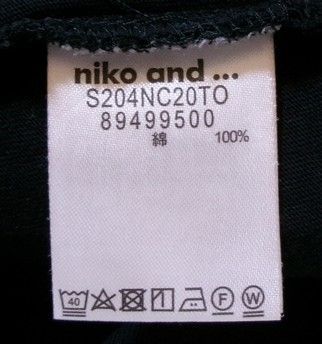 niko and ...
S204NC20TO
89499500
綿 100%
40 F W